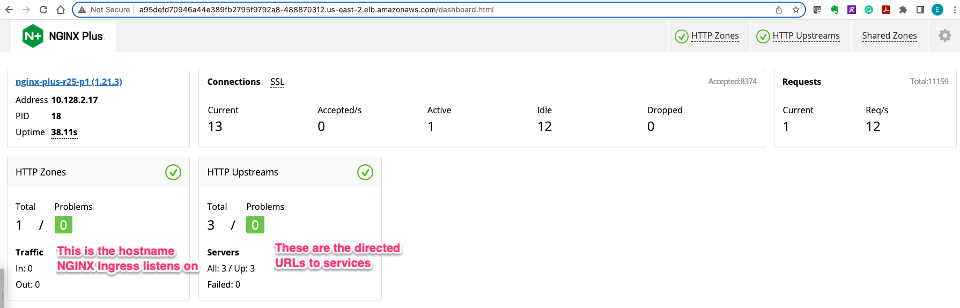 Not Secure | a95defd70946a44e389fb2795f9792a8-488870312.us-east-2.elb.amazonaws.com/dashboard.html
E
N+ NGINX Plus HTTP Zones HTTP Upstreams Shared Zones
nginx-plus-r25-p1 (1.21.3)
Address 10.128.2.17
PID 18
Uptime 38.11s
Connections SSL Accepted:8374
Current Accepted/s Active Idle Dropped
13 0 1 12 0
Requests Total:11159
Current Req/s
1 12
HTTP Zones
Total Problems
1 / 0
Traffic
In: 0
Out: 0
This is the hostname
NGINX Ingress listens on
HTTP Upstreams
Total Problems
3 / 0
Servers
All: 3 / Up: 3
Failed: 0
These are the directed
URLs to services